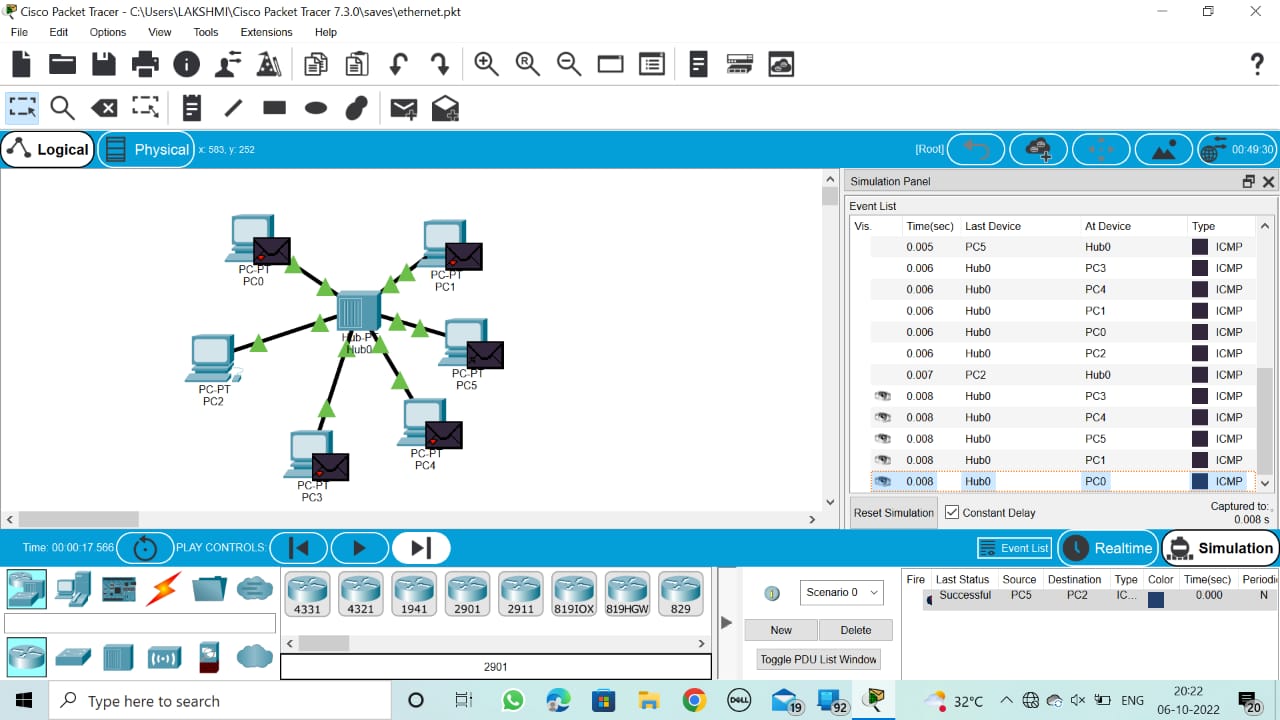 Cisco Packet Tracer - C:\Users\LAKSHMI\Cisco Packet Tracer 7.3.0\saves\ethernet.pkt
File Edit Options View Tools Extensions Help
Logical Physical x: 583, y: 252 [Root] 00:49:30
Simulation Panel
Event List
Vis. Time(sec) Last Device At Device Type
0.005 PC5 Hub0 ICMP
0.006 Hub0 PC3 ICMP
0.006 Hub0 PC4 ICMP
0.006 Hub0 PC1 ICMP
0.006 Hub0 PC0 ICMP
0.006 Hub0 PC2 ICMP
0.007 PC2 Hub0 ICMP
0.008 Hub0 PC3 ICMP
0.008 Hub0 PC4 ICMP
0.008 Hub0 PC5 ICMP
0.008 Hub0 PC1 ICMP
0.008 Hub0 PC0 ICMP
Reset Simulation Constant Delay Captured to:
0.008 s
PC-PT
PC0
PC-PT
PC1
Hub-PT
Hub0
PC-PT
PC5
PC-PT
PC2
PC-PT
PC4
PC-PT
PC3
Time: 00:00:17.566 PLAY CONTROLS: Event List Realtime Simulation
4331 4321 1941 2901 2911 819IOX 819HGW 829
2901
Scenario 0
New Delete
Toggle PDU List Window
Fire Last Status Source Destination Type Color Time(sec) Periodi
Successful PC5 PC2 IC... 0.000 N
Type here to search
DELL
19
92
32°C ENG
20:22
06-10-2022
20